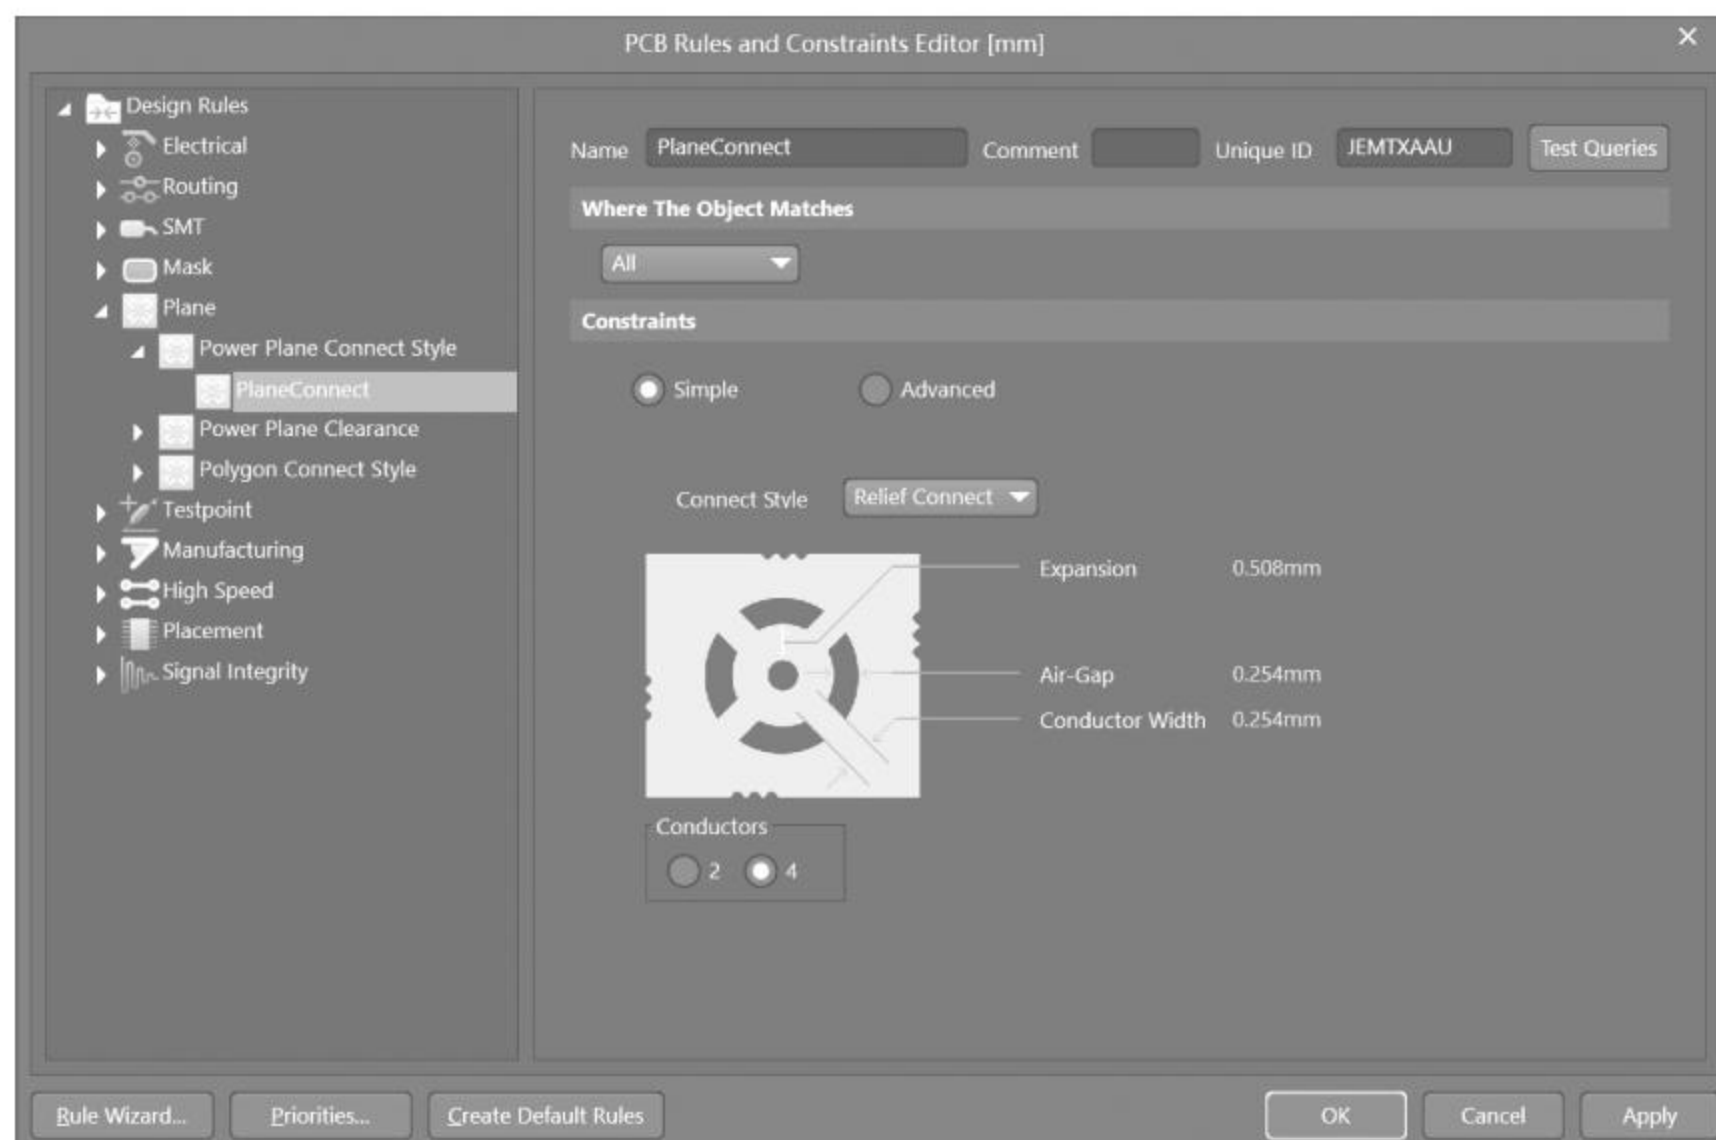 PCB Rules and Constraints Editor [mm]
Design Rules
Electrical
Routing
SMT
Mask
Plane
Power Plane Connect Style
PlaneConnect
Power Plane Clearance
Polygon Connect Style
Testpoint
Manufacturing
High Speed
Placement
Signal Integrity
Name PlaneConnect Comment Unique ID JEMTXAAU Test Queries
Where The Object Matches
All
Constraints
Simple Advanced
Connect Style Relief Connect
Expansion 0.508mm
Air-Gap 0.254mm
Conductor Width 0.254mm
Conductors
2 4
Rule Wizard... Priorities... Create Default Rules OK Cancel Apply